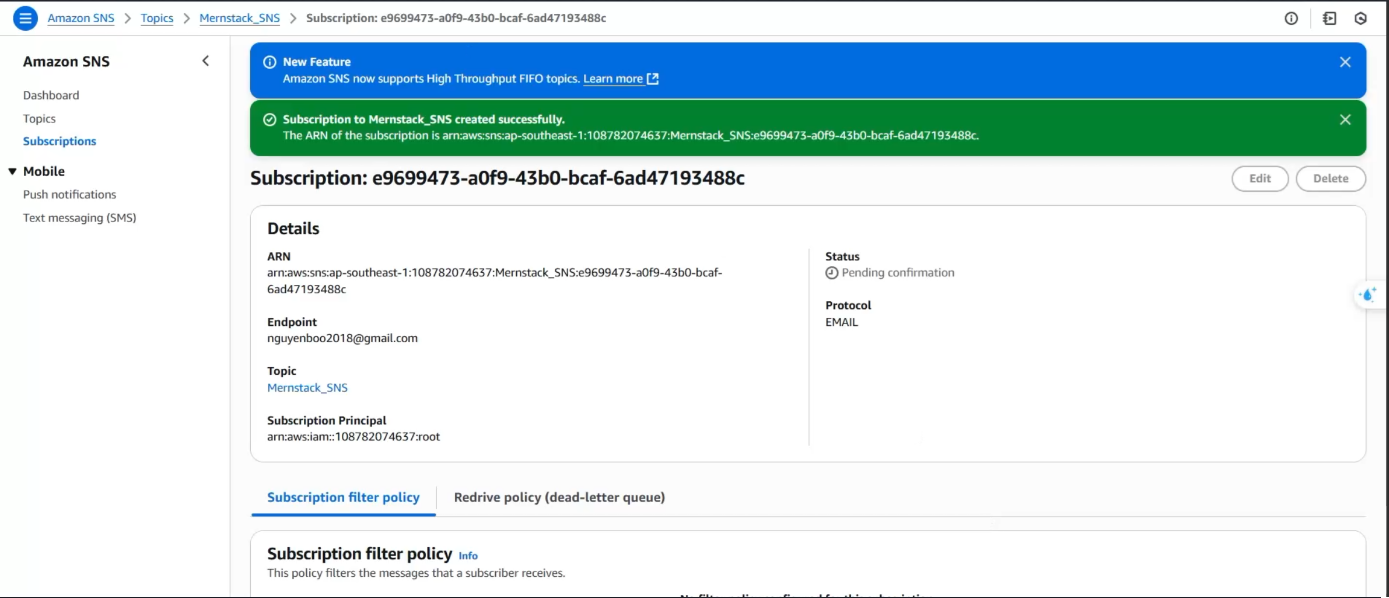 Amazon SNS > Topics > Mernstack_SNS > Subscription: e9699473-a0f9-43b0-bcaf-6ad47193488c
Amazon SNS
Dashboard
Topics
Subscriptions
Mobile
Push notifications
Text messaging (SMS)
New Feature
Amazon SNS now supports High Throughput FIFO topics. Learn more
Subscription to Mernstack_SNS created successfully.
The ARN of the subscription is arn:aws:sns:ap-southeast-1:108782074637:Mernstack_SNS:e9699473-a0f9-43b0-bcaf-6ad47193488c.
Subscription: e9699473-a0f9-43b0-bcaf-6ad47193488c
Edit
Delete
Details
ARN
arn:aws:sns:ap-southeast-1:108782074637:Mernstack_SNS:e9699473-a0f9-43b0-bcaf-
6ad47193488c
Endpoint
nguyenboo2018@gmail.com
Topic
Mernstack_SNS
Subscription Principal
arn:aws:iam::108782074637:root
Status
Pending confirmation
Protocol
EMAIL
Subscription filter policy
Redrive policy (dead-letter queue)
Subscription filter policy Info
This policy filters the messages that a subscriber receives.